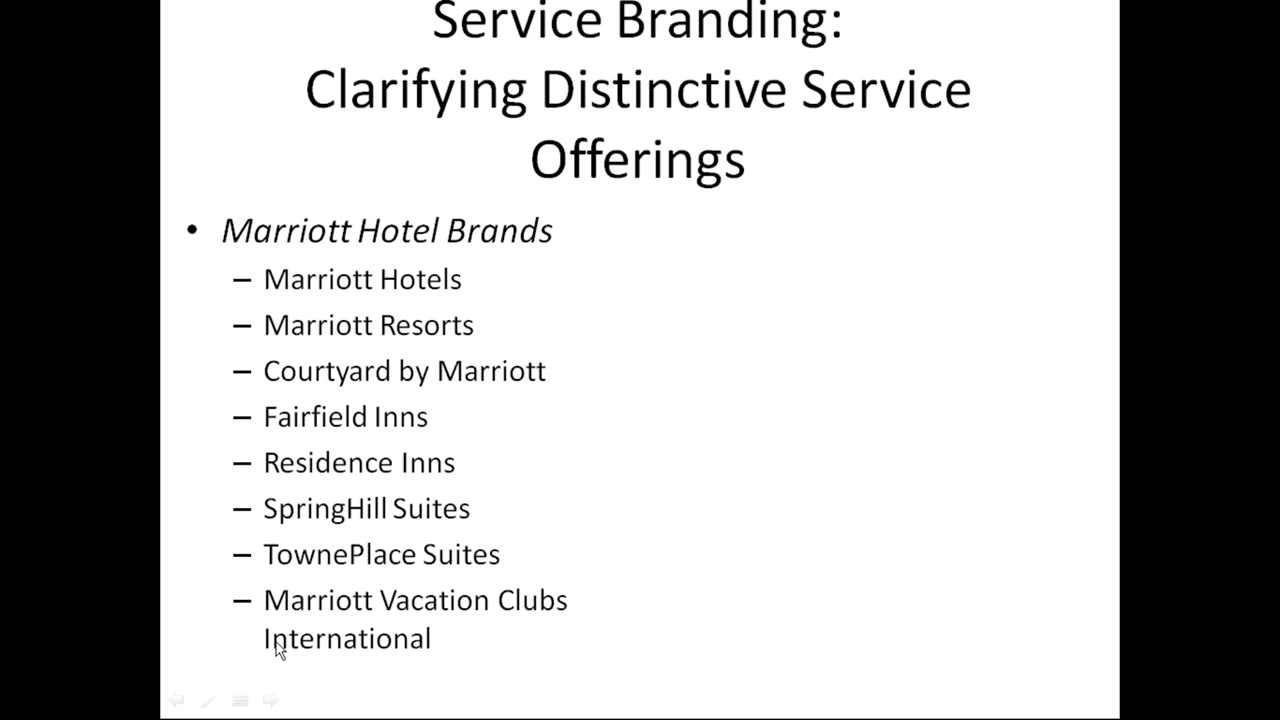 Service Branding:
Clarifying Distinctive Service
Offerings
• Marriott Hotel Brands
– Marriott Hotels
– Marriott Resorts
– Courtyard by Marriott
– Fairfield Inns
– Residence Inns
– SpringHill Suites
– TownePlace Suites
– Marriott Vacation Clubs
International